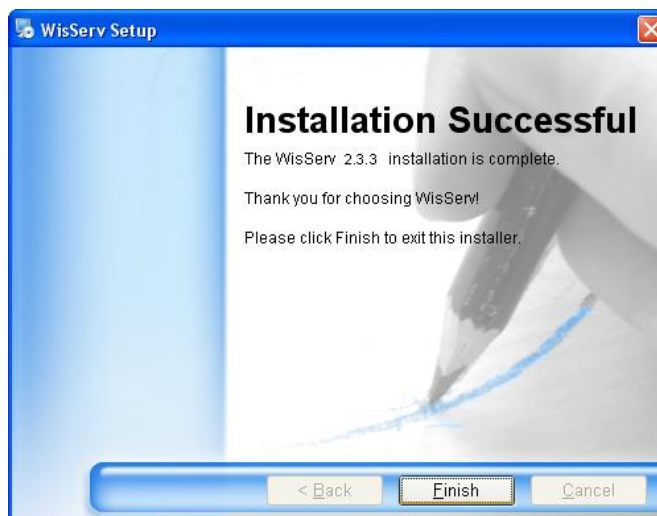 WisServ Setup
Installation Successful
The WisServ 2.3.3 installation is complete.
Thank you for choosing WisServ!
Please click Finish to exit this installer.
< Back
Finish
Cancel